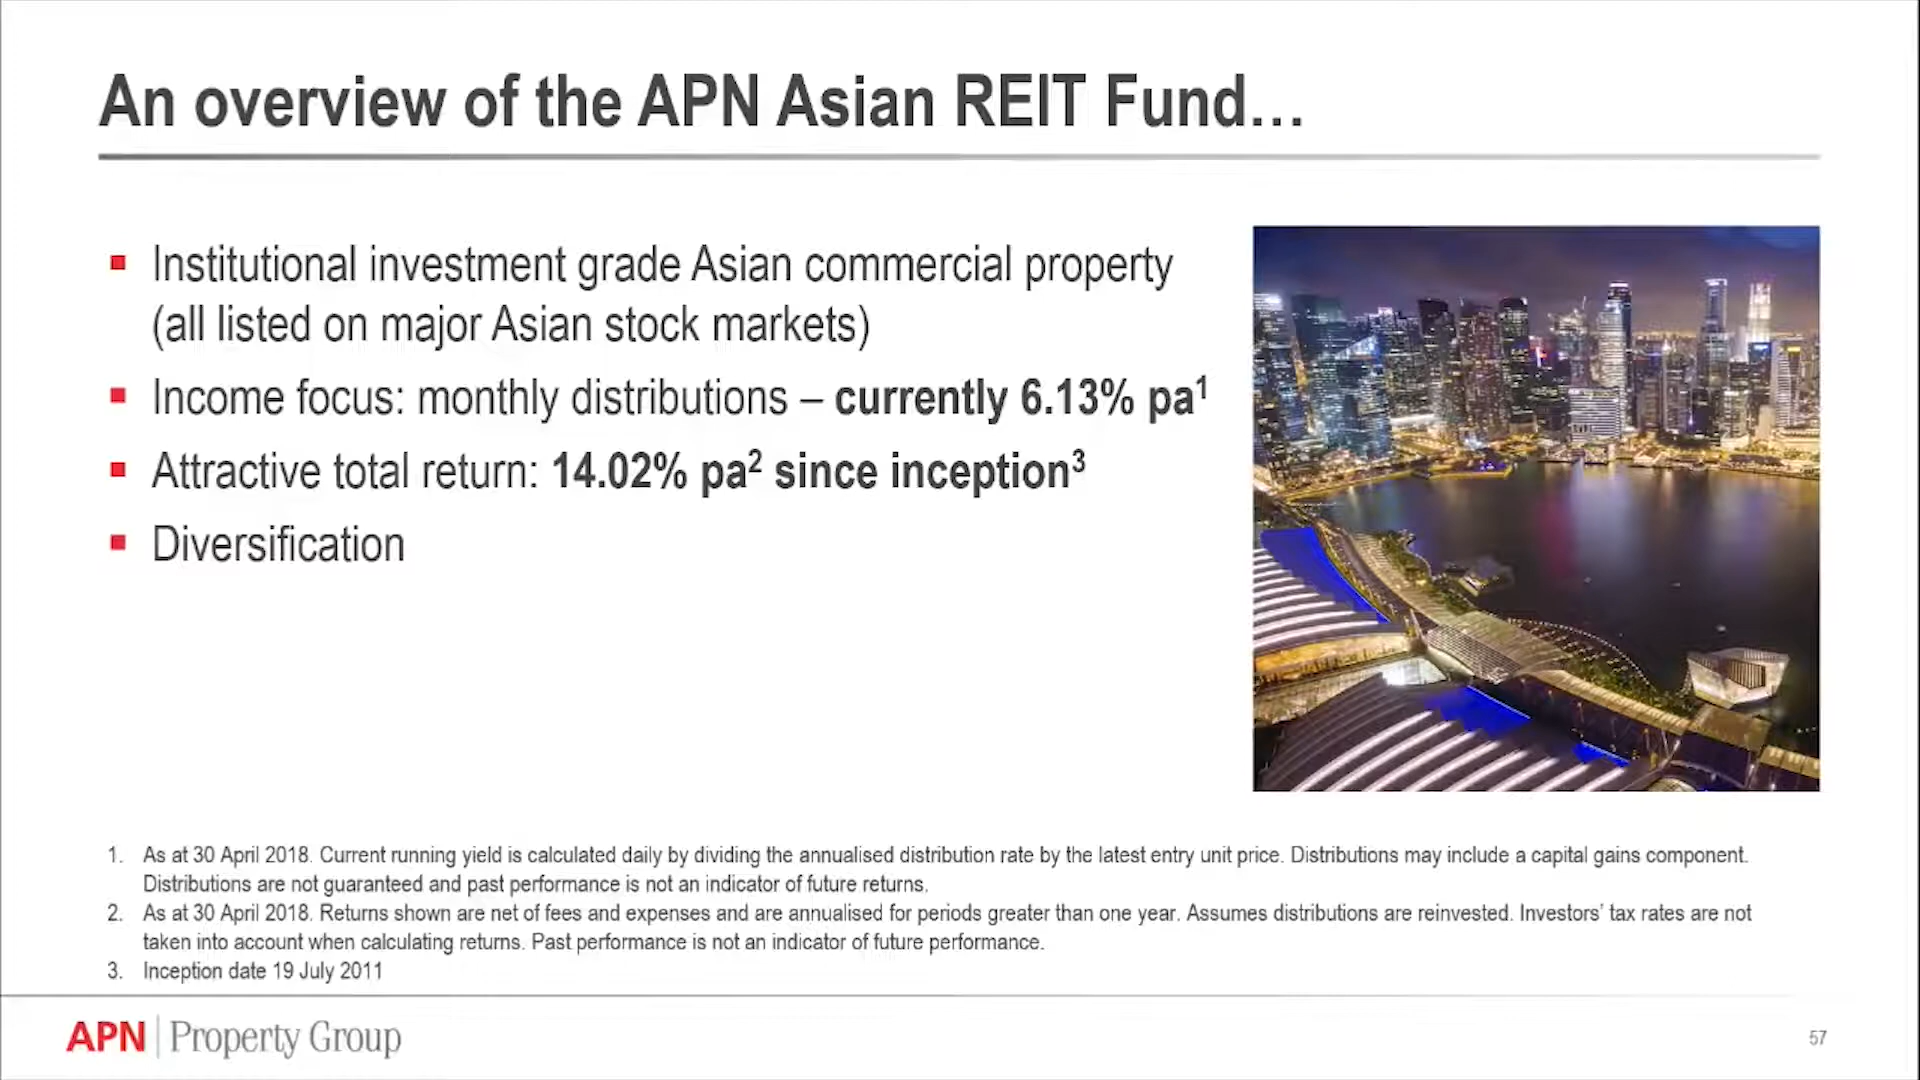 An overview of the APN Asian REIT Fund…
▪ Institutional investment grade Asian commercial property
(all listed on major Asian stock markets)
▪ Income focus: monthly distributions – currently 6.13% pa¹
▪ Attractive total return: 14.02% pa² since inception³
▪ Diversification
1. As at 30 April 2018. Current running yield is calculated daily by dividing the annualised distribution rate by the latest entry unit price. Distributions may include a capital gains component.
Distributions are not guaranteed and past performance is not an indicator of future returns.
2. As at 30 April 2018. Returns shown are net of fees and expenses and are annualised for periods greater than one year. Assumes distributions are reinvested. Investors’ tax rates are not
taken into account when calculating returns. Past performance is not an indicator of future performance.
3. Inception date 19 July 2011
APN | Property Group
57